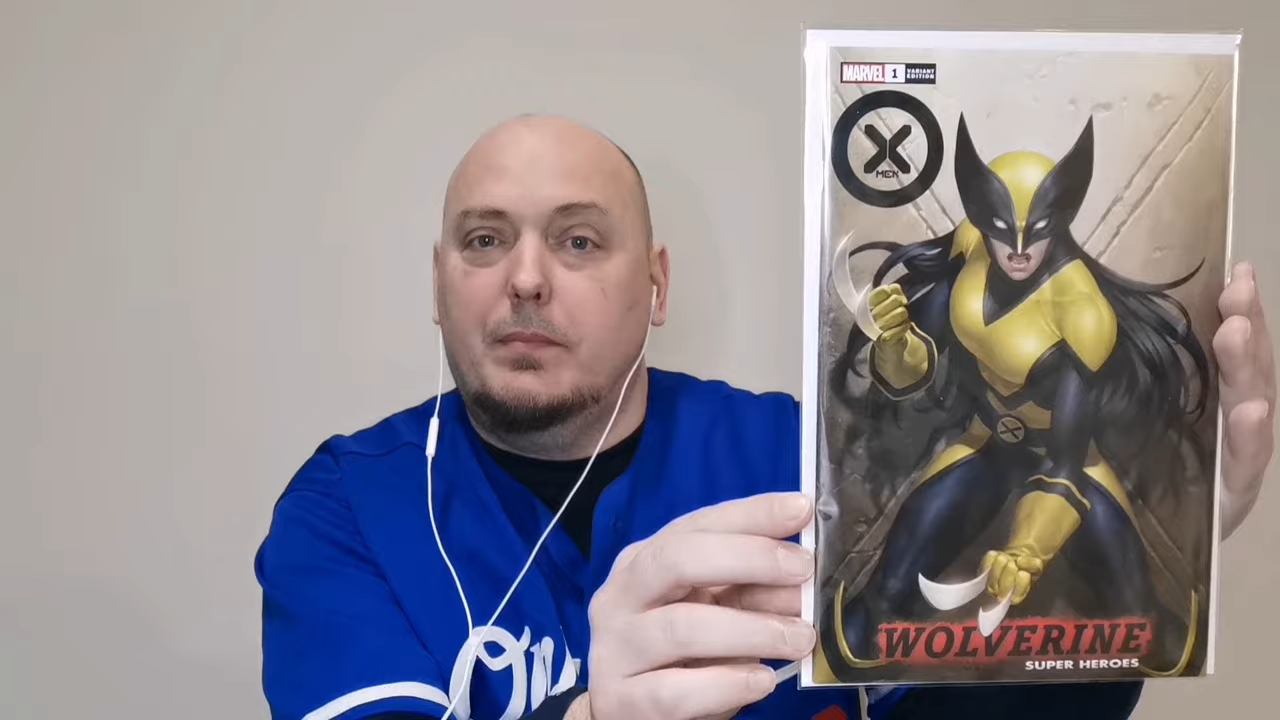 MARVEL 1 VARIANT EDITION
X
MEN
WOLVERINE
SUPER HEROES